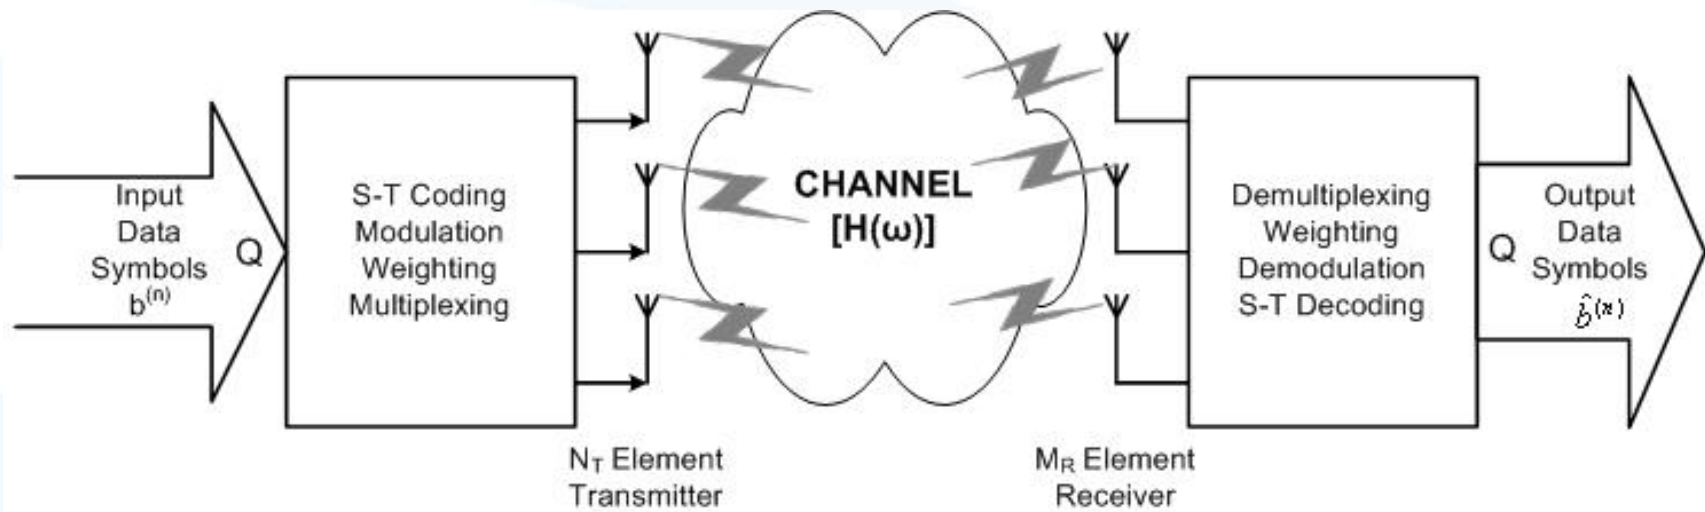 Input
Data
Symbols
b(n)
Q
S-T Coding
Modulation
Weighting
Multiplexing
N_T Element
Transmitter
CHANNEL
[H(ω)]
M_R Element
Receiver
Demultiplexing
Weighting
Demodulation
S-T Decoding
Q
Output
Data
Symbols
b̂(n)